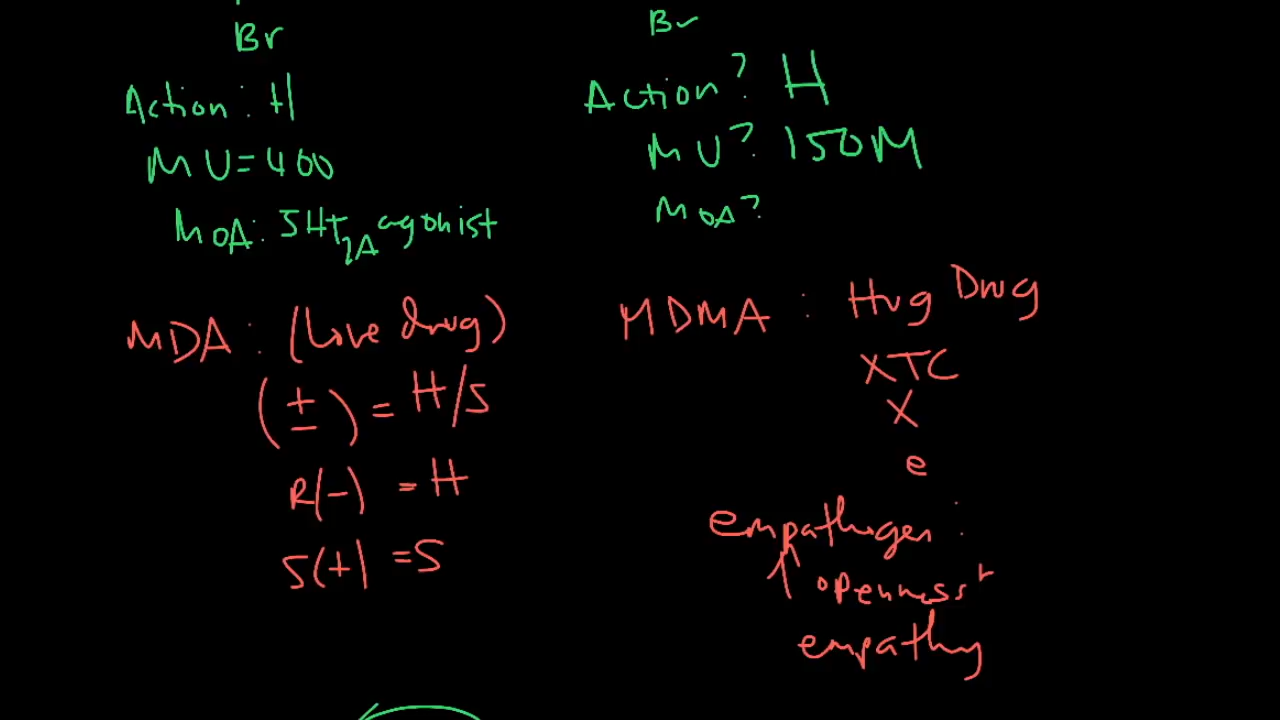 Br
Action: H
MU=400
MOA: 5HT2A agonist
Br
Action? H
MU? 150M
MOA?
MDA: (Love drug)
(±) = H/S
R(-) = H
S(+) = S
MDMA: Hug Drug
XTC
X
e
empathogen:
↑ openness +
empathy